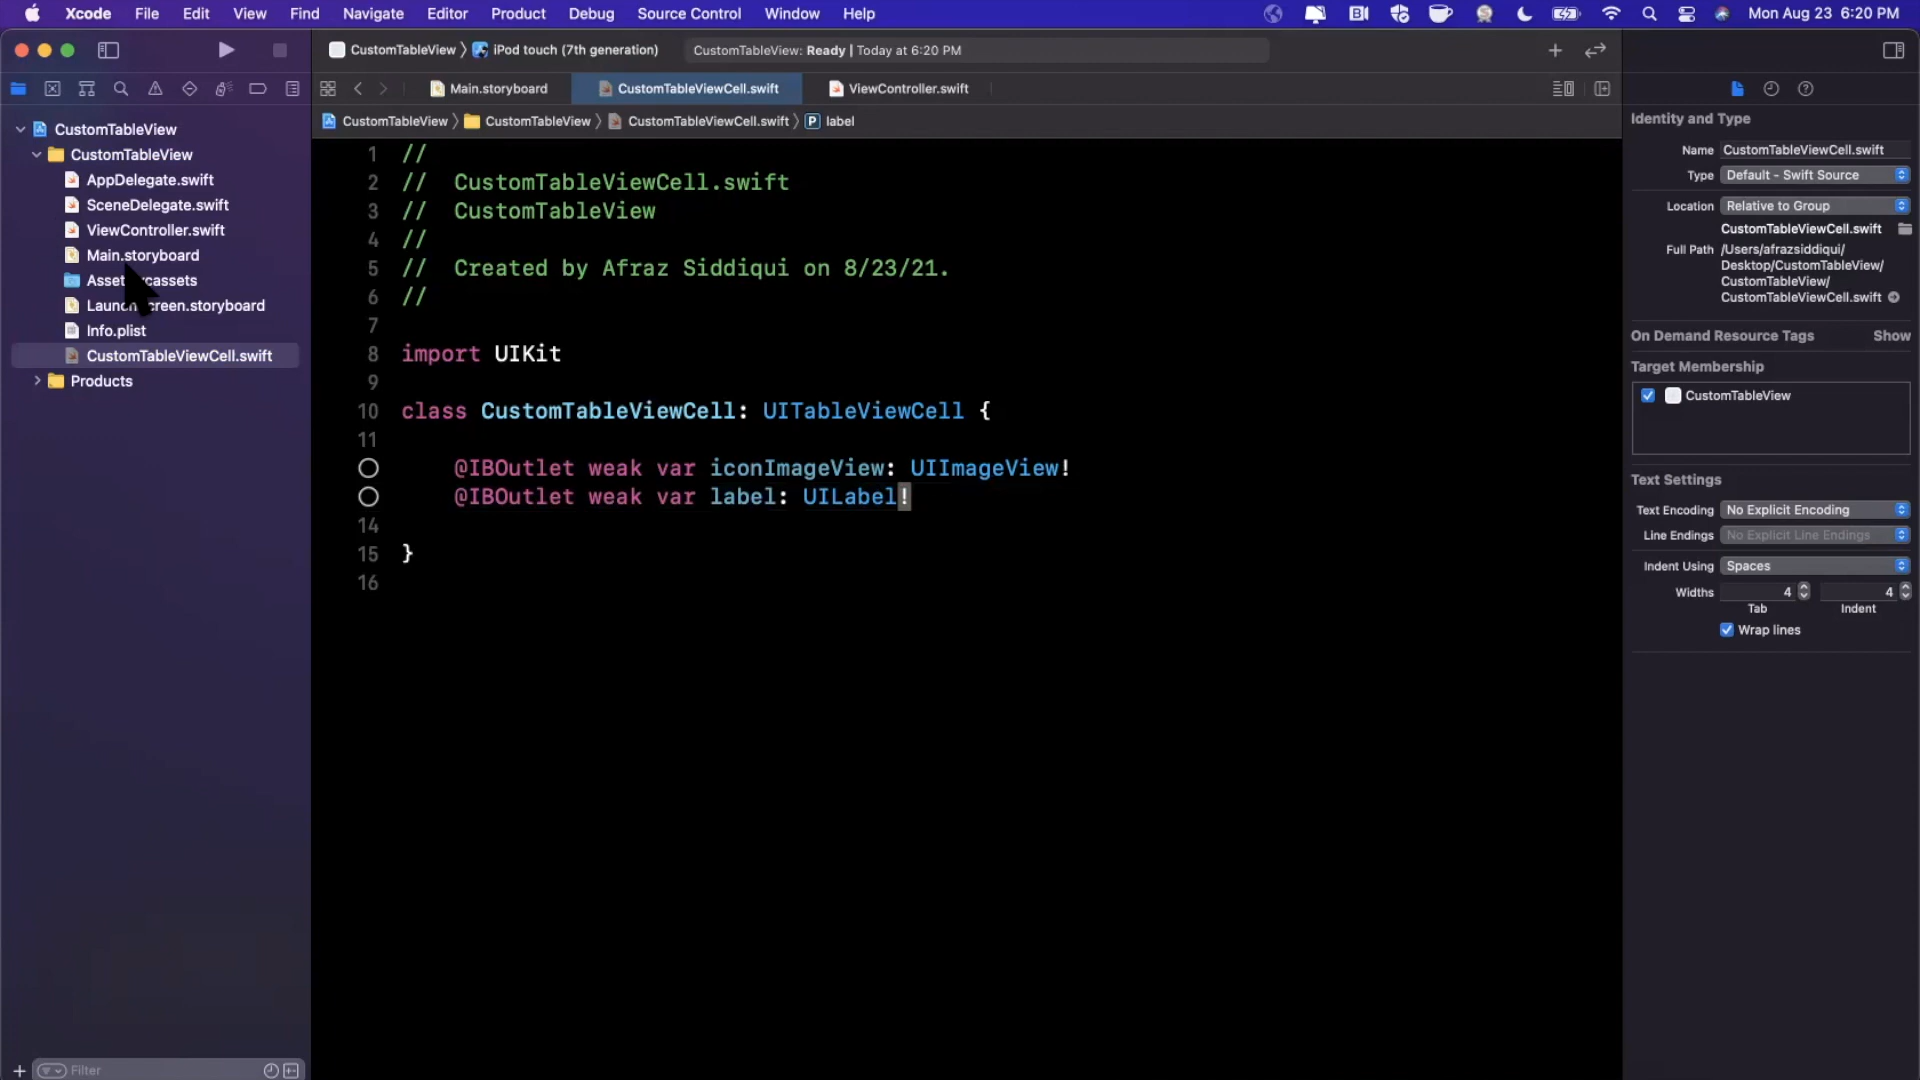 Xcode File Edit View Find Navigate Editor Product Debug Source Control Window Help Mon Aug 23 6:20 PM
CustomTableView iPod touch (7th generation) CustomTableView: Ready | Today at 6:20 PM
Main.storyboard CustomTableViewCell.swift ViewController.swift
CustomTableView CustomTableView CustomTableViewCell.swift P label
CustomTableView
CustomTableView
AppDelegate.swift
SceneDelegate.swift
ViewController.swift
Main.storyboard
LaunchScreen.storyboard
Info.plist
CustomTableViewCell.swift
Products
Filter
1 //
2 // CustomTableViewCell.swift
3 // CustomTableView
4 //
5 // Created by Afraz Siddiqui on 8/23/21.
6 //
7
8 import UIKit
9
10 class CustomTableViewCell: UITableViewCell {
11
@IBOutlet weak var iconImageView: UIImageView!
@IBOutlet weak var label: UILabel!
14
15 }
16
Identity and Type
Name CustomTableViewCell.swift
Type Default - Swift Source
Location Relative to Group
CustomTableViewCell.swift
Full Path /Users/afrazsiddiqui/
Desktop/CustomTableView/
CustomTableView/
CustomTableViewCell.swift
On Demand Resource Tags Show
Target Membership
CustomTableView
Text Settings
Text Encoding No Explicit Encoding
Line Endings No Explicit Line Endings
Indent Using Spaces
Widths 4 4
Tab Indent
Wrap lines